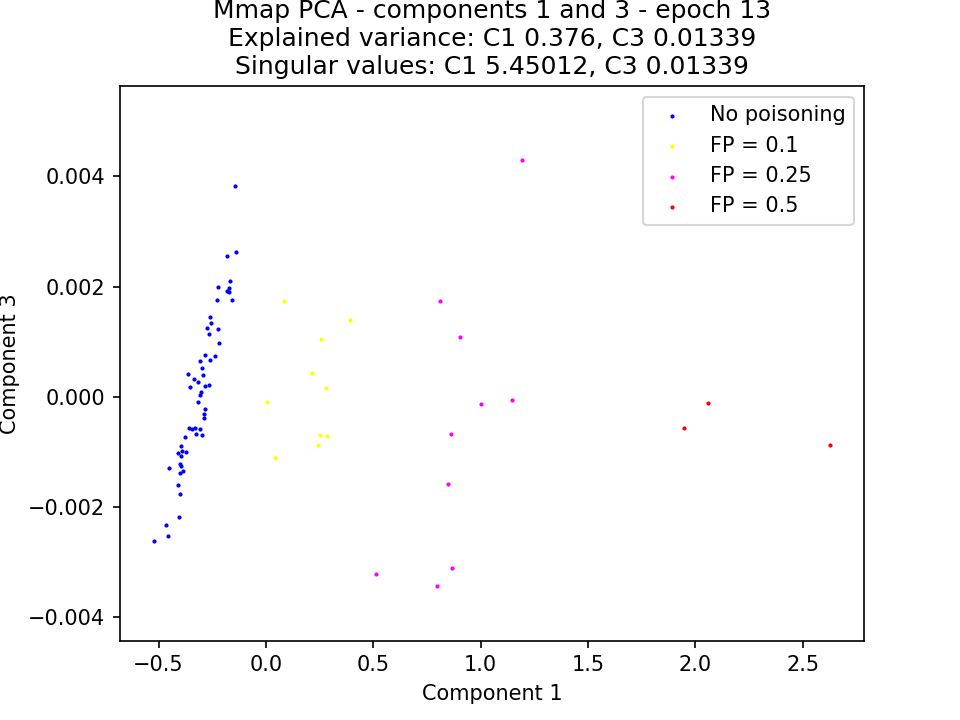 Mmap PCA - components 1 and 3 - epoch 13
Explained variance: C1 0.376, C3 0.01339
Singular values: C1 5.45012, C3 0.01339
No poisoning
FP = 0.1
FP = 0.25
FP = 0.5
0.004
0.002
0.000
−0.002
−0.004
Component 3
−0.5 0.0 0.5 1.0 1.5 2.0 2.5
Component 1